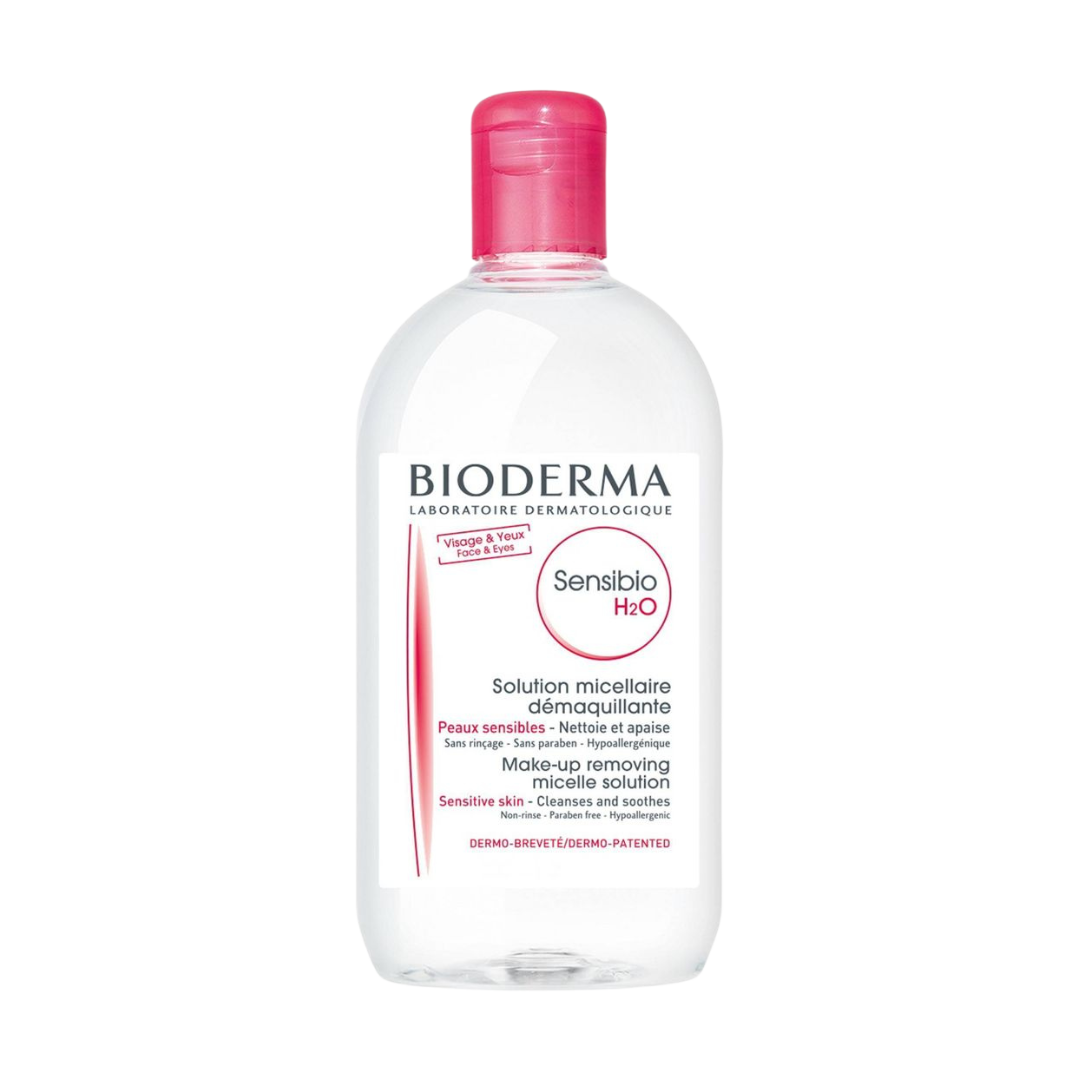 BIODERMA
LABORATOIRE DERMATOLOGIQUE
Visage & Yeux
Face & Eyes
Sensibio
H2O
Solution micellaire
démaquillante
Peaux sensibles - Nettoie et apaise
Sans rinçage - Sans paraben - Hypoallergénique
Make-up removing
micelle solution
Sensitive skin - Cleanses and soothes
Non-rinse - Paraben free - Hypoallergenic
DERMO-BREVETÉ/DERMO-PATENTED